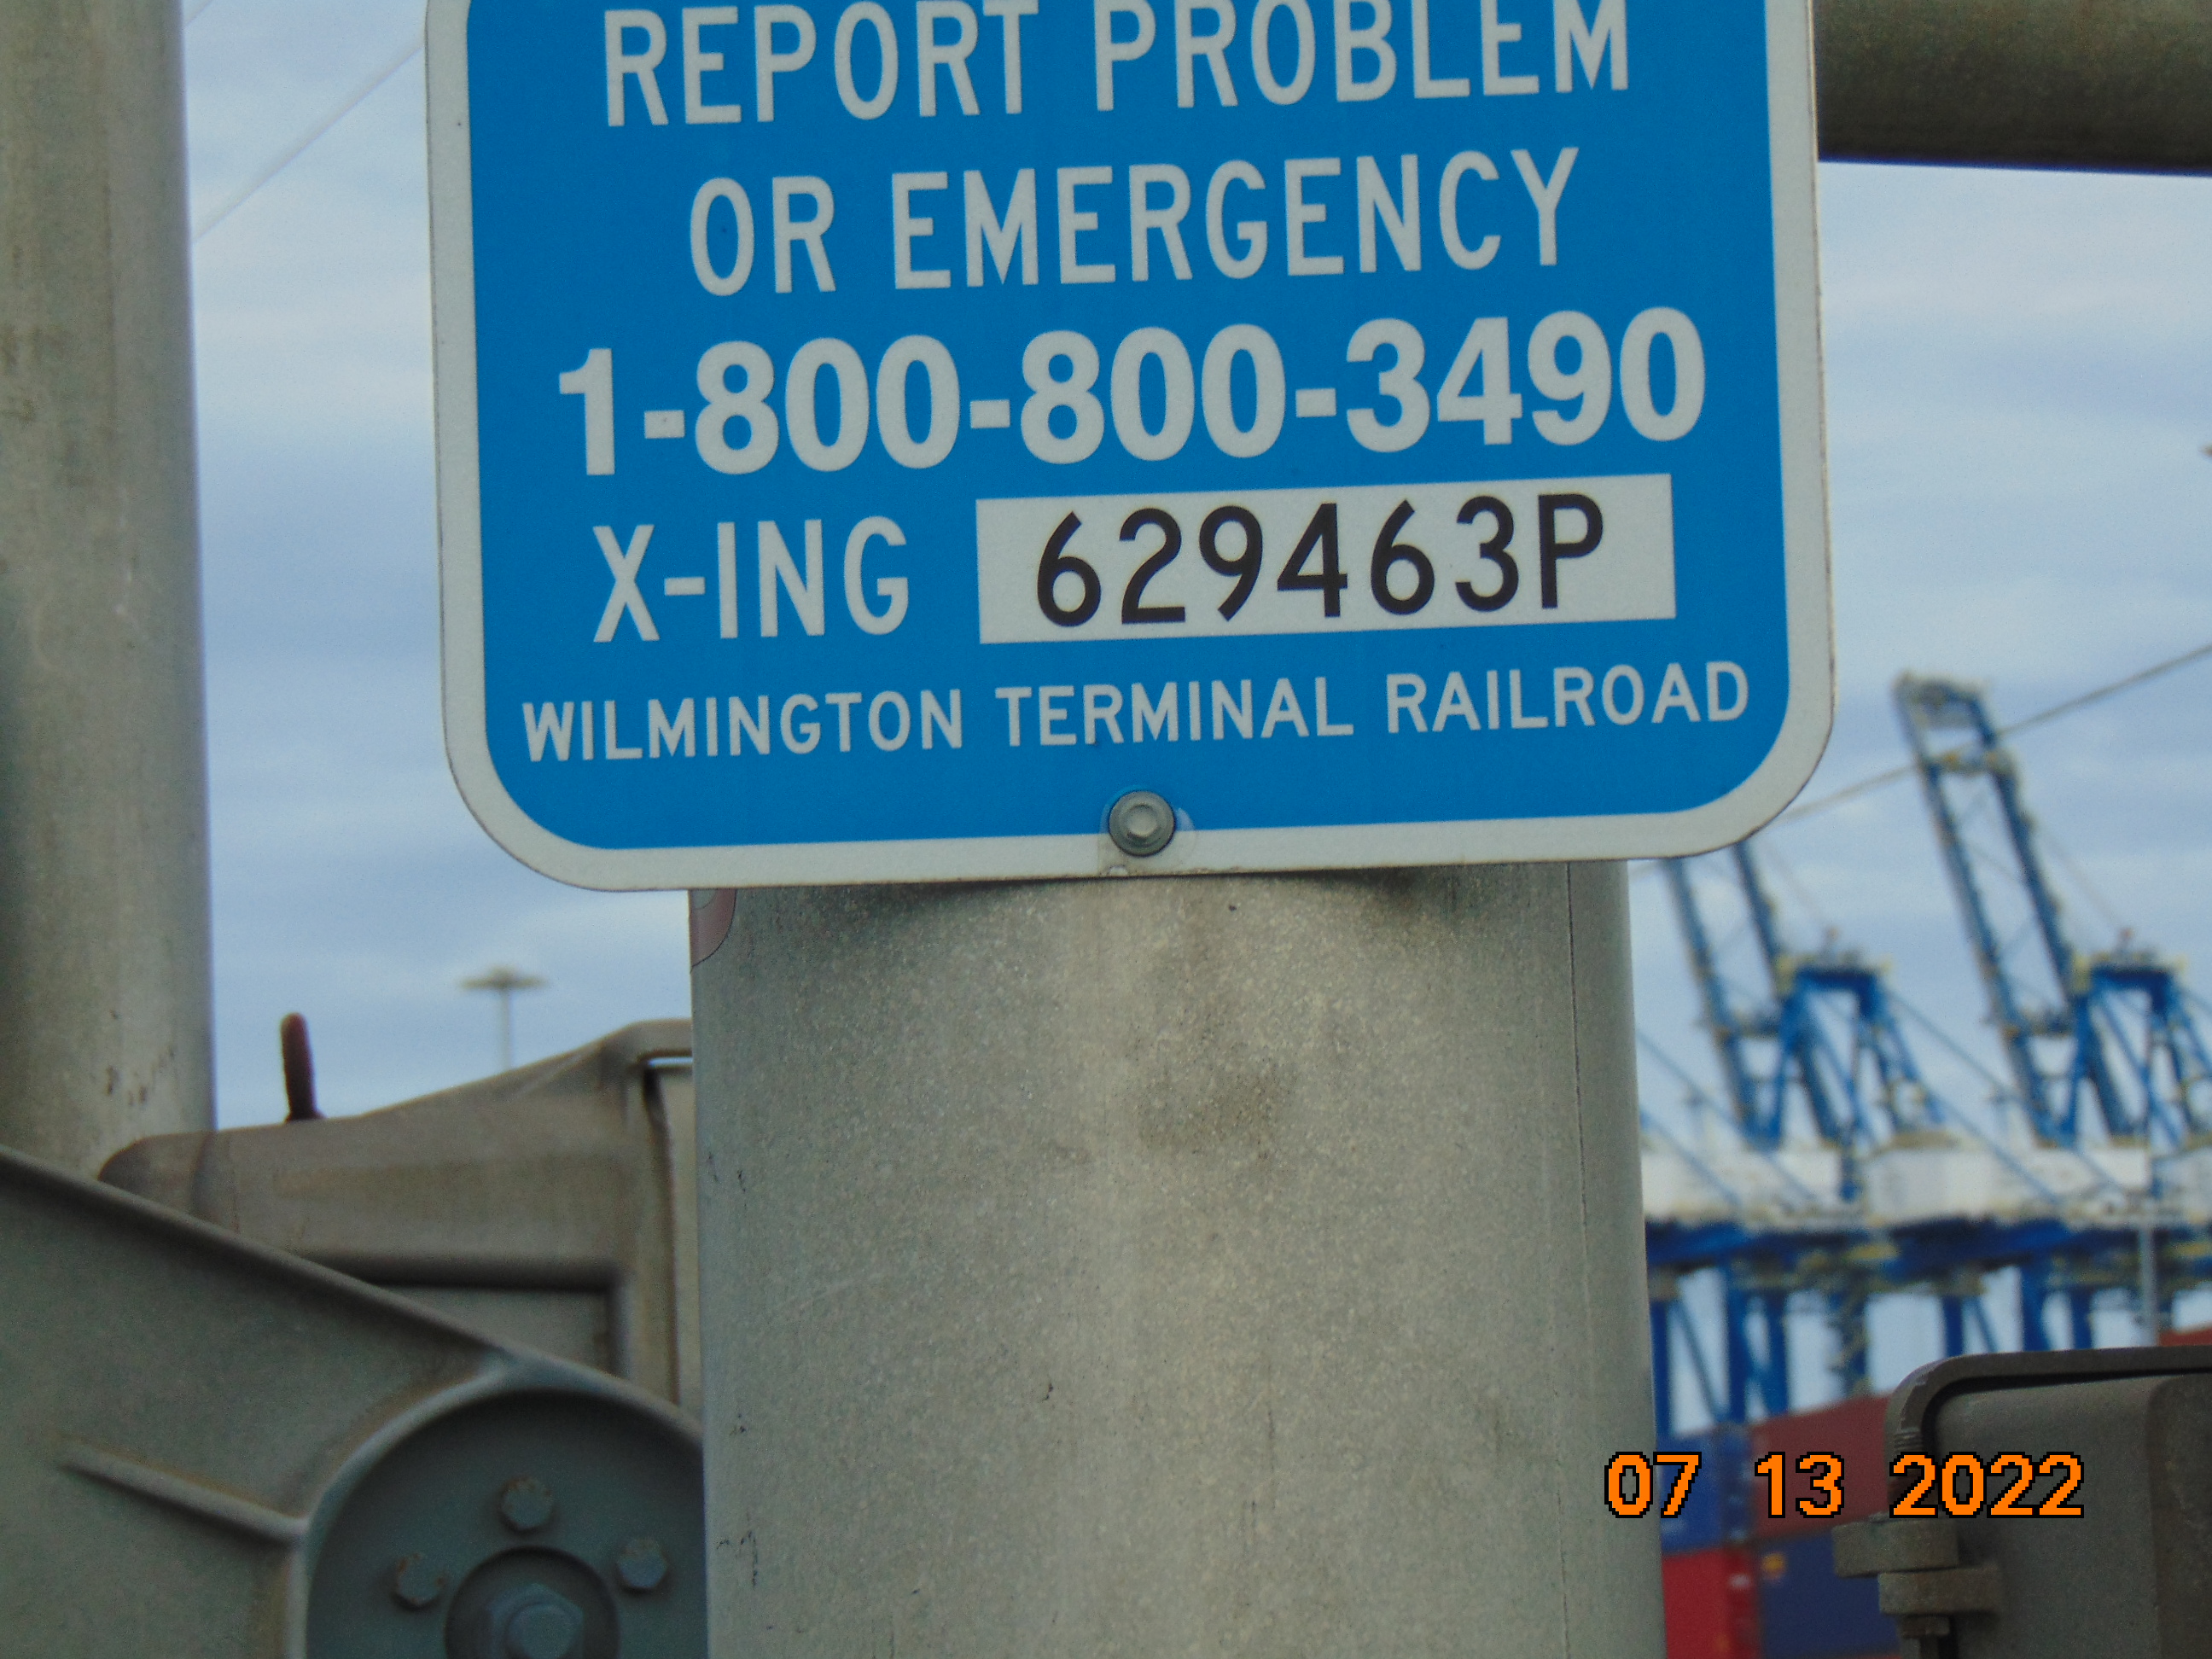 REPORT PROBLEM
OR EMERGENCY
1-800-800-3490
X-ING 629463P
WILMINGTON TERMINAL RAILROAD
07 13 2022